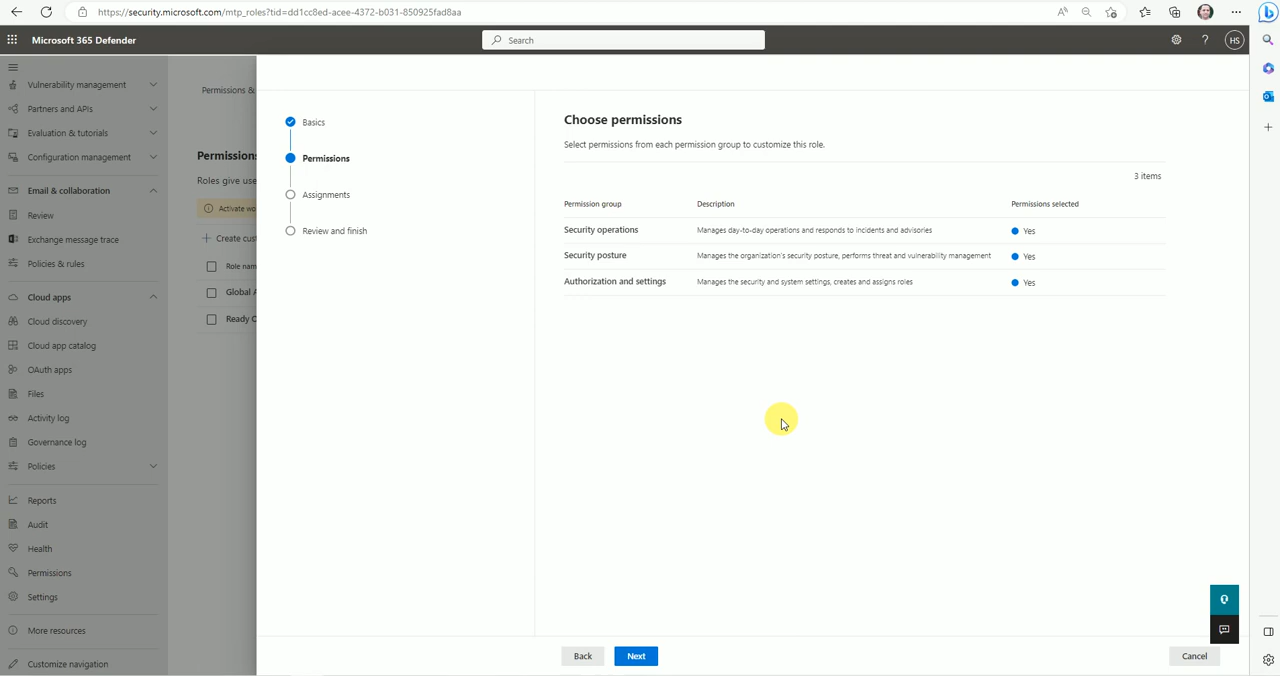 https://security.microsoft.com/mtp_roles?tid=dd1cc8ed-acee-4372-b031-850925fad8aa
Microsoft 365 Defender
Search
HS
Vulnerability management
Partners and APIs
Evaluation & tutorials
Configuration management
Email & collaboration
Review
Exchange message trace
Policies & rules
Cloud apps
Cloud discovery
Cloud app catalog
OAuth apps
Files
Activity log
Governance log
Policies
Reports
Audit
Health
Permissions
Settings
More resources
Customize navigation
Permissions &
Permissions
Roles give use
Activate wo
Create cust
Role nam
Global A
Ready O
Basics
Permissions
Assignments
Review and finish
Choose permissions
Select permissions from each permission group to customize this role.
3 items
Permission group Description Permissions selected
Security operations Manages day-to-day operations and responds to incidents and advisories Yes
Security posture Manages the organization's security posture, performs threat and vulnerability management Yes
Authorization and settings Manages the security and system settings, creates and assigns roles Yes
Back Next Cancel